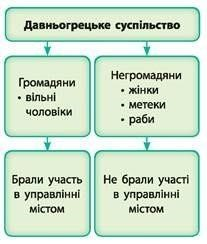 Давньогрецьке суспільство
Громадяни
• вільні
чоловіки
Негромадяни
• жінки
• метеки
• раби
Брали участь
в управлінні
містом
Не брали участі
в управлінні
містом